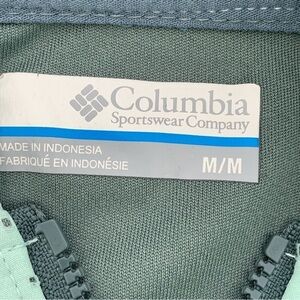 Columbia
Sportswear Company
MADE IN INDONESIA
FABRIQUÉ EN INDONÉSIE
M/M